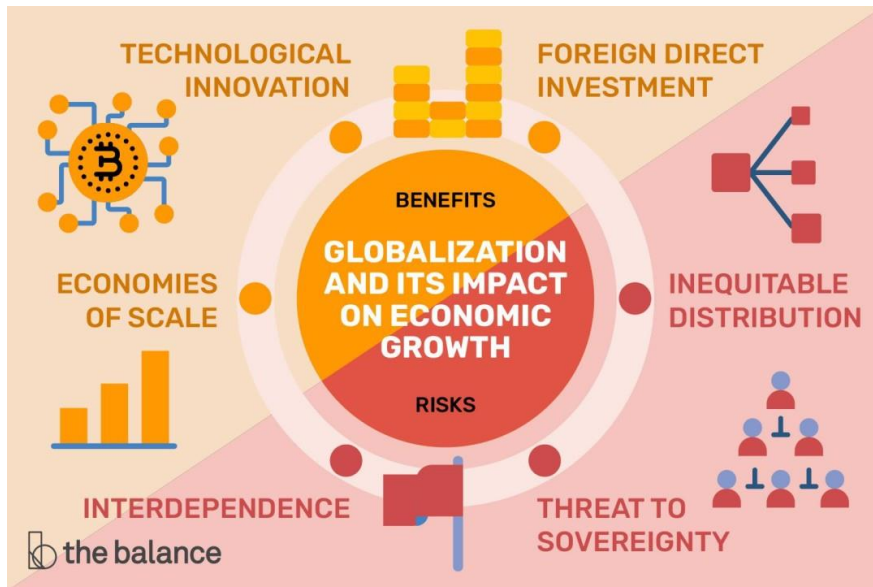 TECHNOLOGICAL
INNOVATION
FOREIGN DIRECT
INVESTMENT
BENEFITS
GLOBALIZATION
AND ITS IMPACT
ON ECONOMIC
GROWTH
RISKS
ECONOMIES
OF SCALE
INEQUITABLE
DISTRIBUTION
INTERDEPENDENCE
THREAT TO
SOVEREIGNTY
the balance